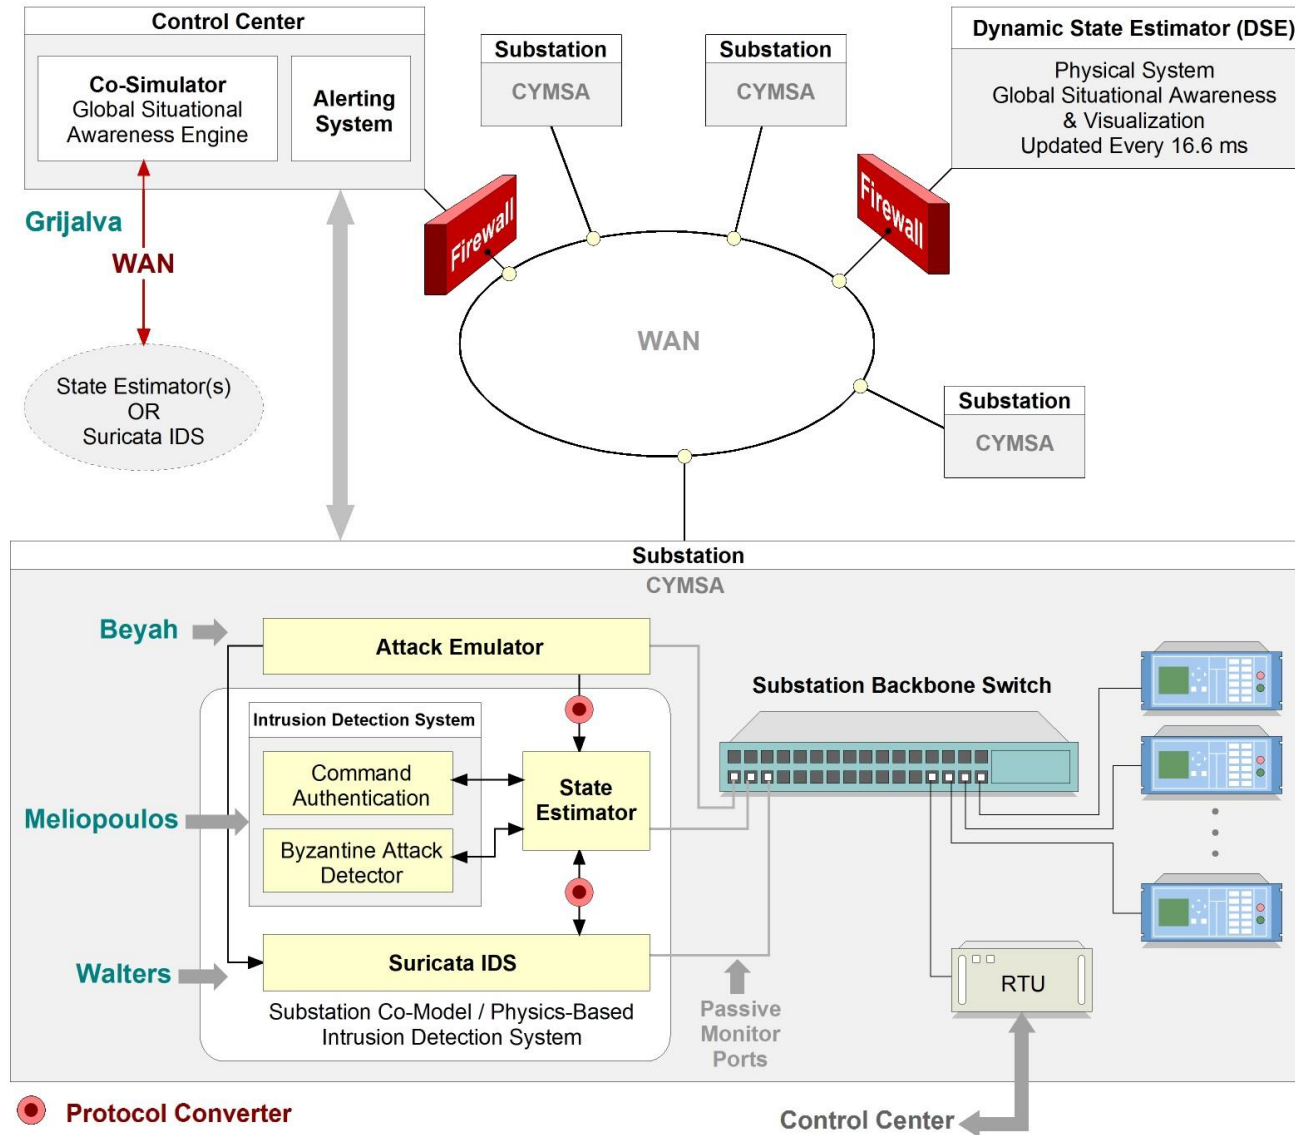 Control Center
Co-Simulator
Global Situational
Awareness Engine
Alerting
System
Substation
CYMSA
Substation
CYMSA
Dynamic State Estimator (DSE)
Physical System
Global Situational Awareness
& Visualization
Updated Every 16.6 ms
Grijalva
WAN
Firewall
Firewall
State Estimator(s)
OR
Suricata IDS
WAN
Substation
CYMSA
Substation
CYMSA
Beyah
Attack Emulator
Intrusion Detection System
Command
Authentication
State
Estimator
Byzantine Attack
Detector
Meliopoulos
Substation Backbone Switch
Walters
Suricata IDS
Substation Co-Model / Physics-Based
Intrusion Detection System
Passive
Monitor
Ports
RTU
Protocol Converter
Control Center